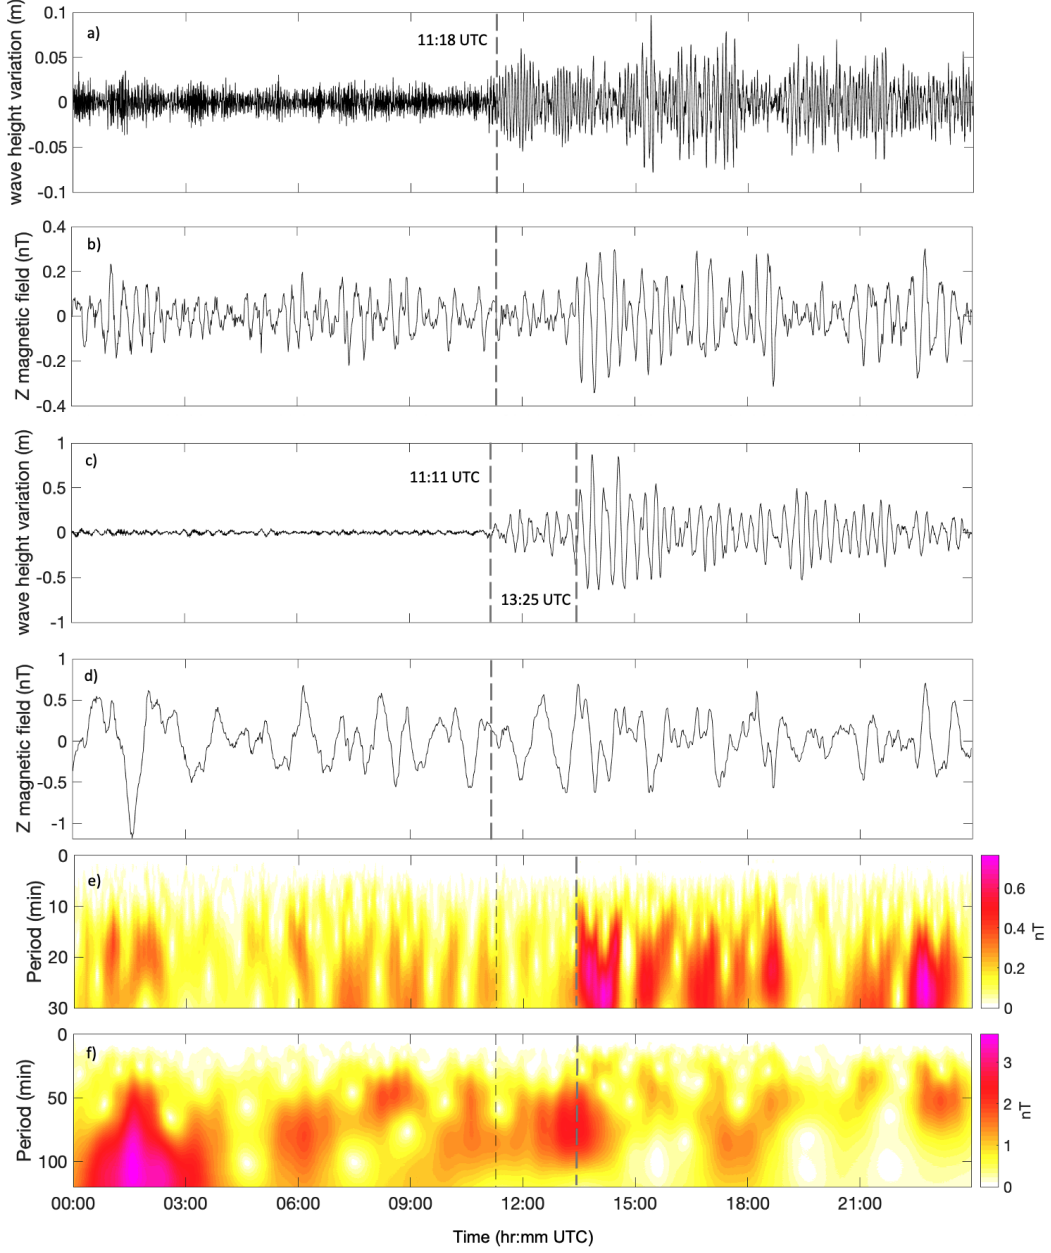 a)
11:18 UTC
wave height variation (m)
0.1
0.05
0
-0.05
-0.1
b)
Z magnetic field (nT)
0.4
0.2
0
-0.2
-0.4
c)
11:11 UTC
13:25 UTC
wave height variation (m)
1
0.5
0
-0.5
-1
d)
Z magnetic field (nT)
1
0.5
0
-0.5
-1
e)
Period (min)
0
10
20
30
0.6
0.4
0.2
0
nT
f)
Period (min)
0
50
100
3
2
1
0
nT
00:00 03:00 06:00 09:00 12:00 15:00 18:00 21:00
Time (hr:mm UTC)